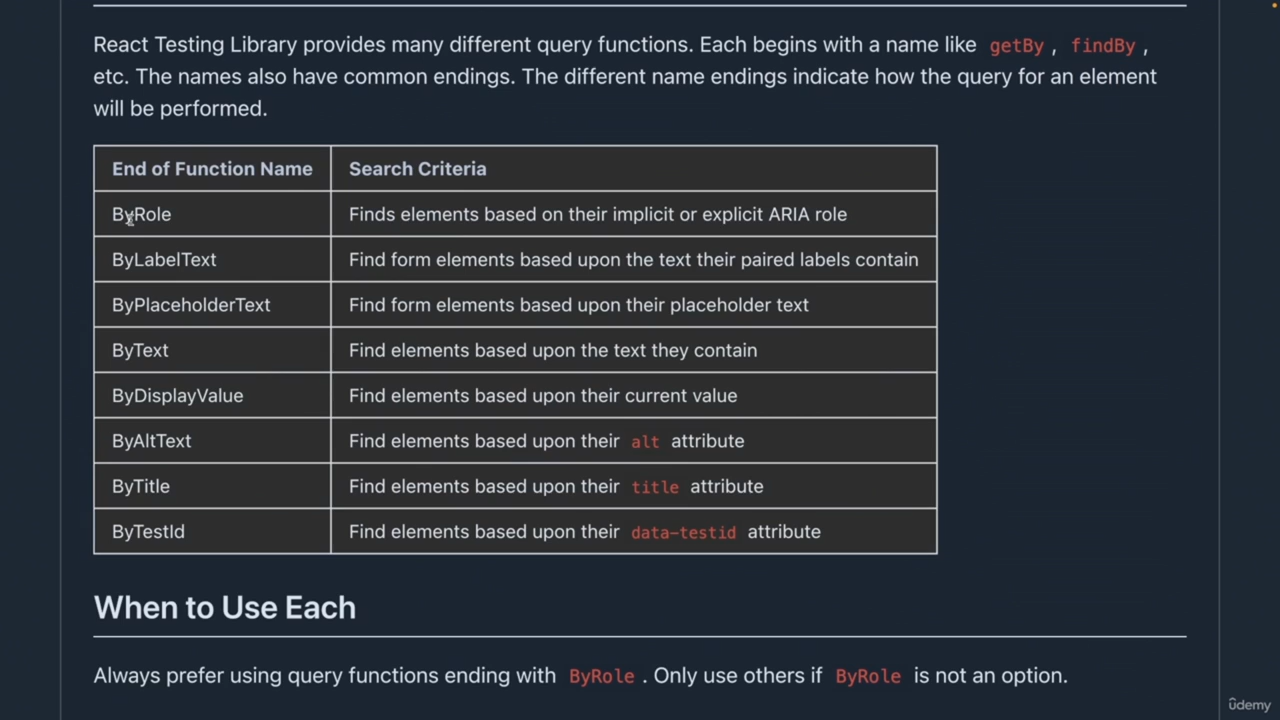 React Testing Library provides many different query functions. Each begins with a name like getBy , findBy ,
etc. The names also have common endings. The different name endings indicate how the query for an element
will be performed.
End of Function Name Search Criteria
ByRole Finds elements based on their implicit or explicit ARIA role
ByLabelText Find form elements based upon the text their paired labels contain
ByPlaceholderText Find form elements based upon their placeholder text
ByText Find elements based upon the text they contain
ByDisplayValue Find elements based upon their current value
ByAltText Find elements based upon their alt attribute
ByTitle Find elements based upon their title attribute
ByTestId Find elements based upon their data-testid attribute
When to Use Each
Always prefer using query functions ending with ByRole . Only use others if ByRole is not an option.
ûdemy